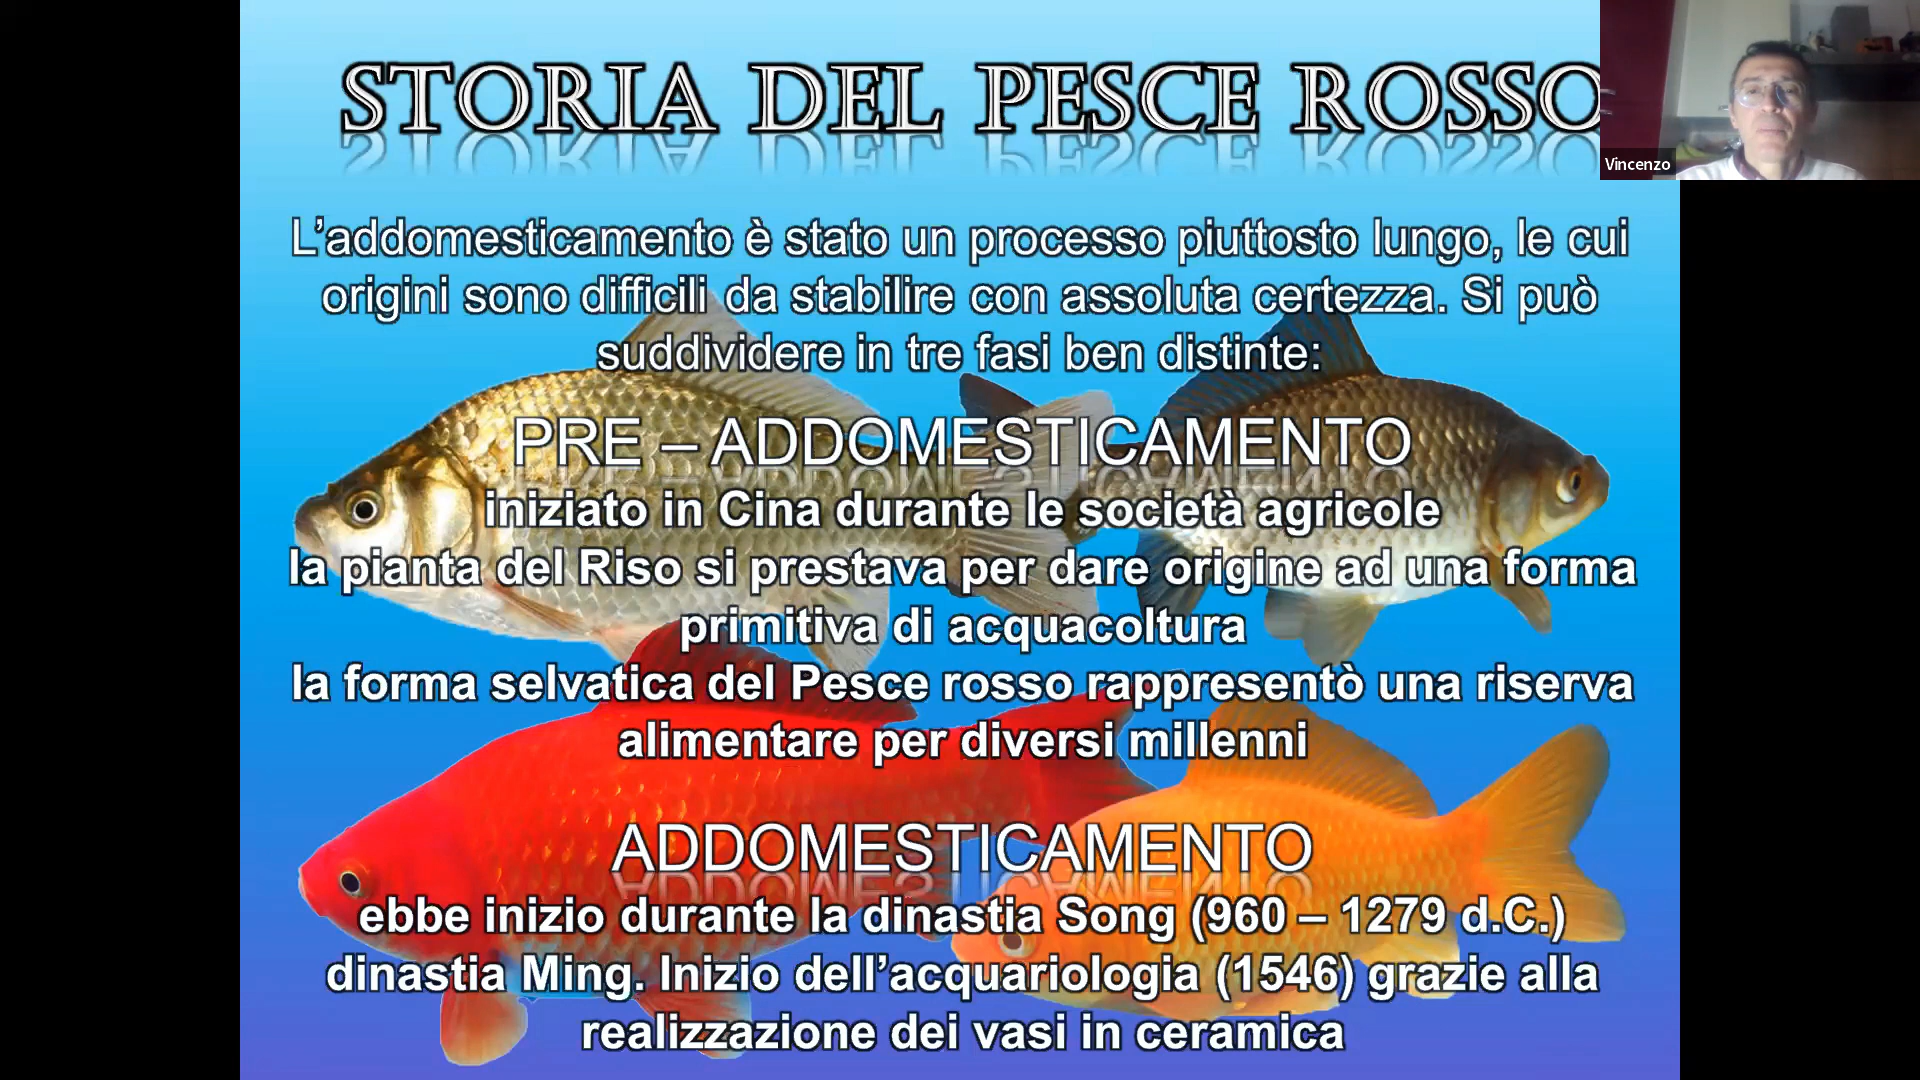 STORIA DEL PESCE ROSSO
Vincenzo
L’addomesticamento è stato un processo piuttosto lungo, le cui
origini sono difficili da stabilire con assoluta certezza. Si può
suddividere in tre fasi ben distinte:
PRE – ADDOMESTICAMENTO
iniziato in Cina durante le società agricole
la pianta del Riso si prestava per dare origine ad una forma
primitiva di acquacoltura
la forma selvatica del Pesce rosso rappresentò una riserva
alimentare per diversi millenni
ADDOMESTICAMENTO
ebbe inizio durante la dinastia Song (960 – 1279 d.C.)
dinastia Ming. Inizio dell’acquariologia (1546) grazie alla
realizzazione dei vasi in ceramica